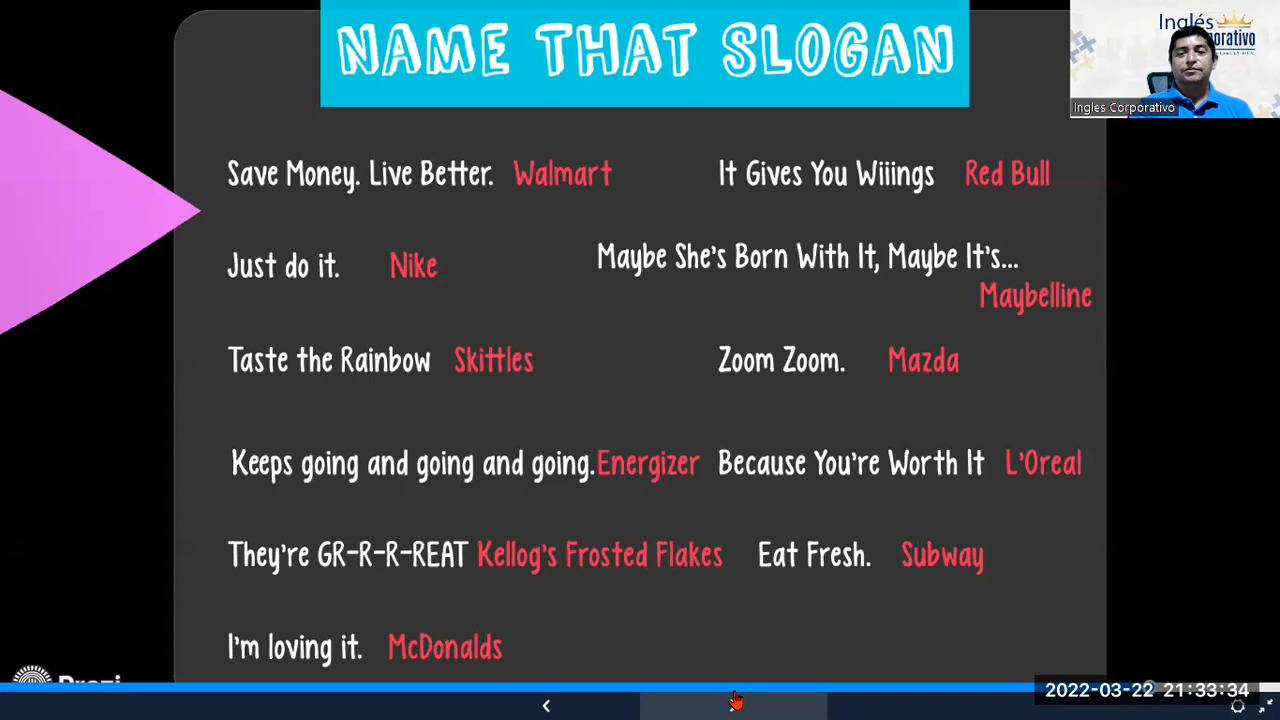 NAME THAT SLOGAN
Inglés
Corporativo
Ingles Corporativo
Save Money. Live Better. Walmart
It Gives You Wiiings Red Bull
Just do it. Nike
Maybe She's Born With It, Maybe It's...
Maybelline
Taste the Rainbow Skittles
Zoom Zoom. Mazda
Keeps going and going and going. Energizer
Because You're Worth It L'Oreal
They're GR-R-R-REAT Kellog's Frosted Flakes
Eat Fresh. Subway
I'm loving it. McDonalds
Prezi
2022-03-22 21:33:34